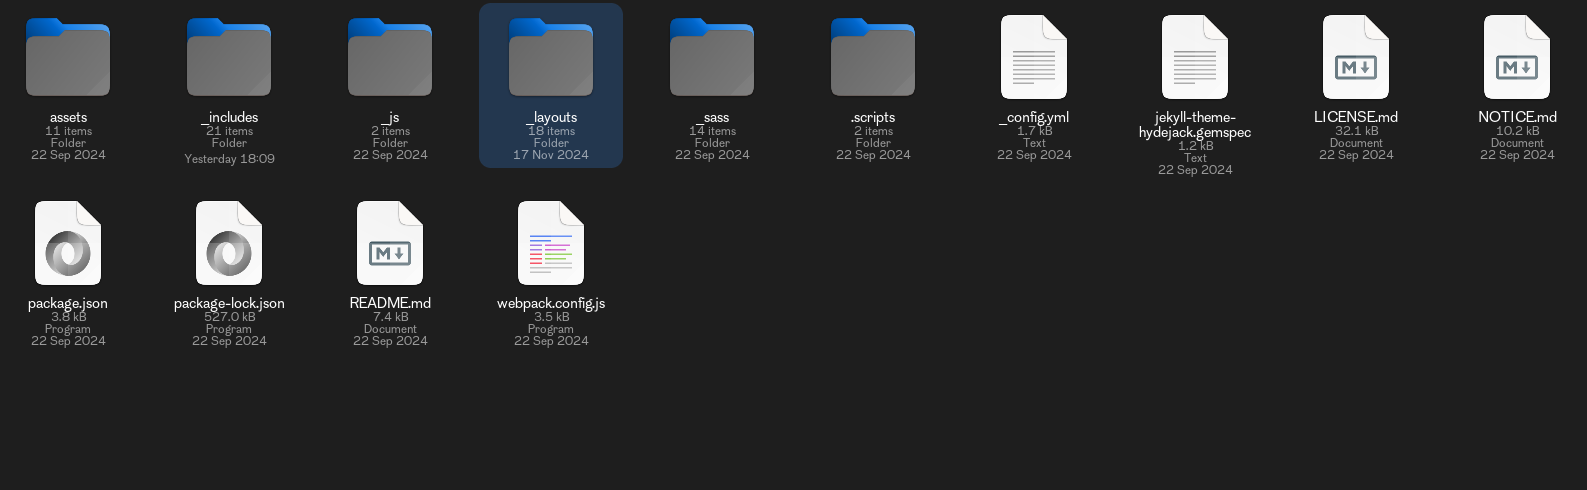 assets
11 items
Folder
22 Sep 2024
_includes
21 items
Folder
Yesterday 18:09
_js
2 items
Folder
22 Sep 2024
_layouts
18 items
Folder
17 Nov 2024
_sass
14 items
Folder
22 Sep 2024
.scripts
2 items
Folder
22 Sep 2024
_config.yml
1.7 kB
Text
22 Sep 2024
jekyll-theme-
hydejack.gemspec
1.2 kB
Text
22 Sep 2024
M
LICENSE.md
32.1 kB
Document
22 Sep 2024
M
NOTICE.md
10.2 kB
Document
22 Sep 2024
package.json
3.8 kB
Program
22 Sep 2024
package-lock.json
527.0 kB
Program
22 Sep 2024
M
README.md
7.4 kB
Document
22 Sep 2024
webpack.config.js
3.5 kB
Program
22 Sep 2024